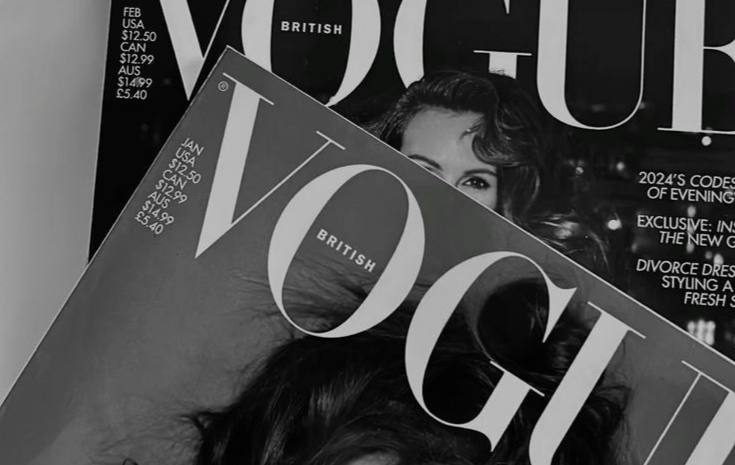 FEB
USA
$12.50
CAN
$12.99
AUS
$14.99
£5.40
VOGUE
BRITISH
2024'S CODES
OF EVENING
EXCLUSIVE: INS
THE NEW G
DIVORCE DRES
STYLING A
FRESH S
®
JAN
USA
$12.50
CAN
$12.99
AUS
$14.99
£5.40
VOGU
BRITISH